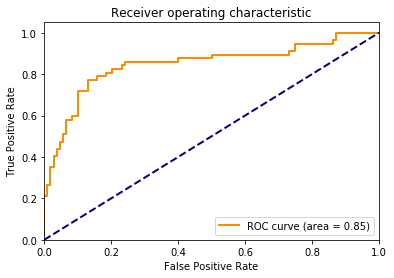 Receiver operating characteristic
1.0
0.8
0.6
0.4
0.2
0.0
True Positive Rate
ROC curve (area = 0.85)
0.0 0.2 0.4 0.6 0.8 1.0
False Positive Rate